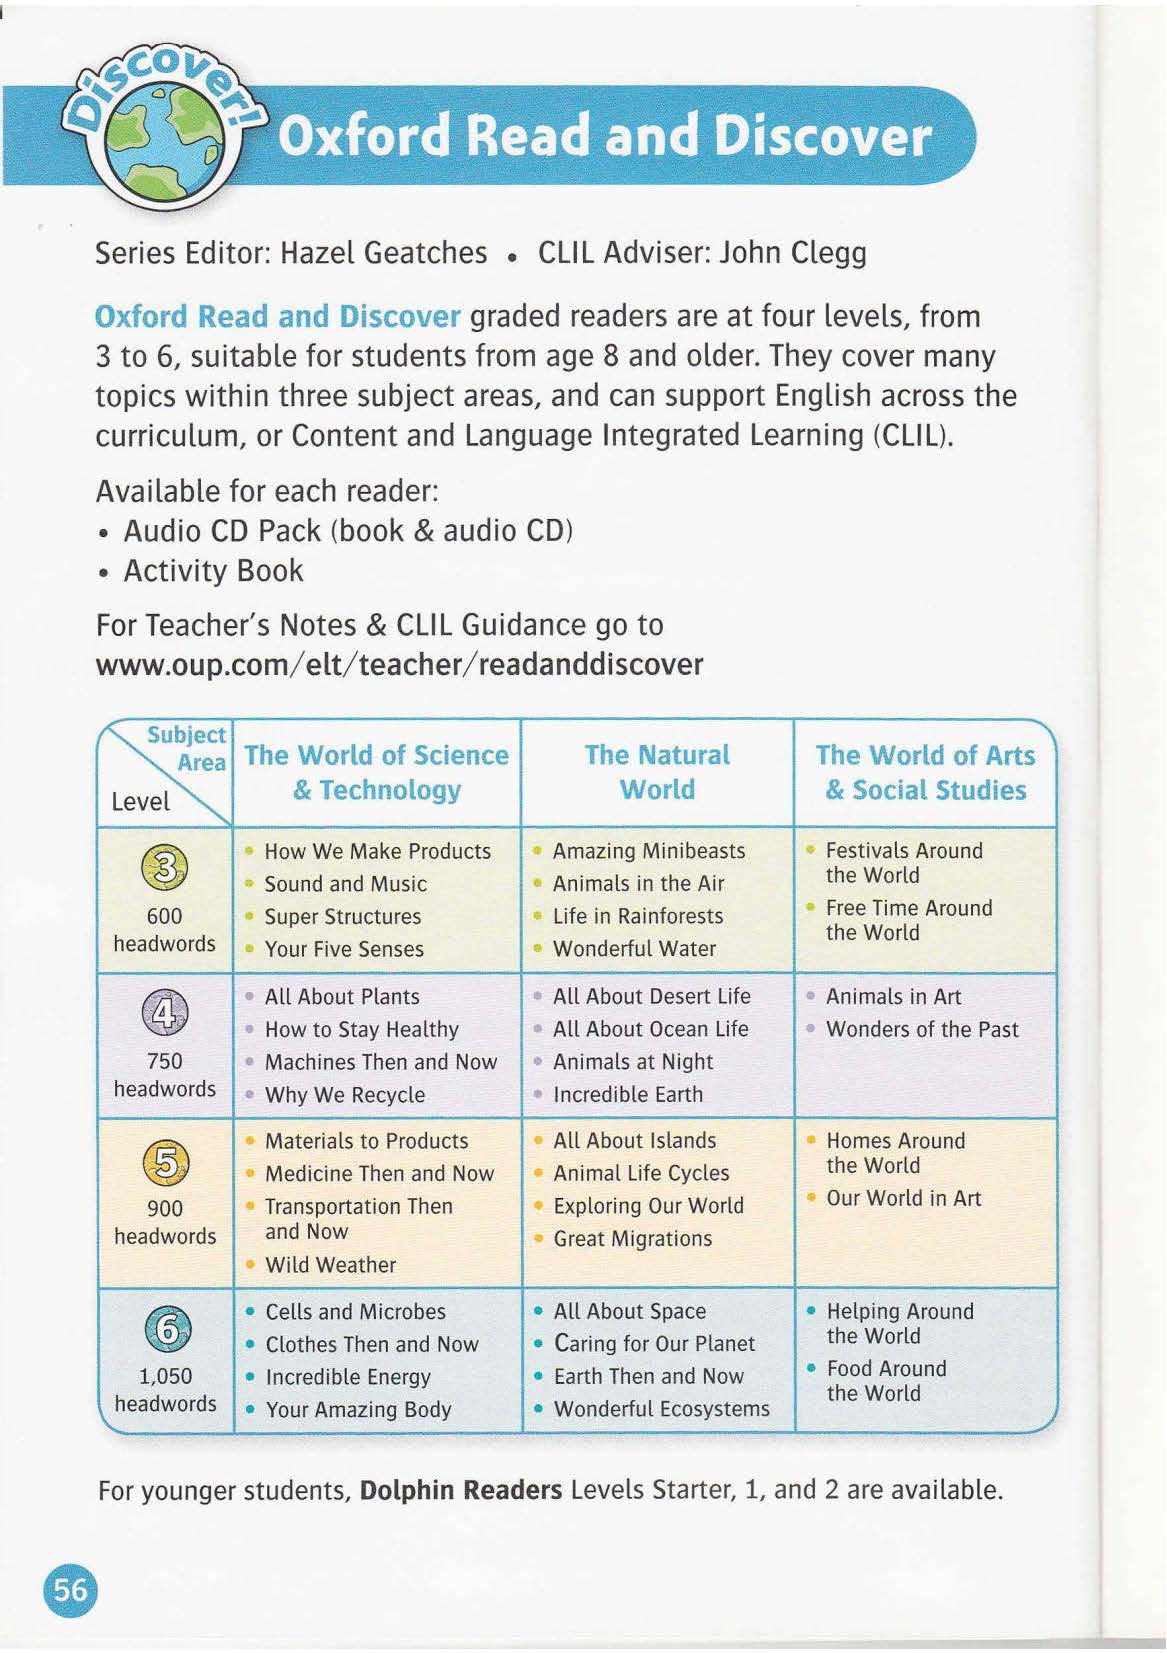 Discover!
Oxford Read and Discover
Series Editor: Hazel Geatches • CLIL Adviser: John Clegg
Oxford Read and Discover graded readers are at four levels, from
3 to 6, suitable for students from age 8 and older. They cover many
topics within three subject areas, and can support English across the
curriculum, or Content and Language Integrated Learning (CLIL).
Available for each reader:
• Audio CD Pack (book & audio CD)
• Activity Book
For Teacher's Notes & CLIL Guidance go to
www.oup.com/elt/teacher/readanddiscover
Subject
Area
Level
The World of Science
& Technology
The Natural
World
The World of Arts
& Social Studies
3
600
headwords
• How We Make Products
• Sound and Music
• Super Structures
• Your Five Senses
• Amazing Minibeasts
• Animals in the Air
• Life in Rainforests
• Wonderful Water
• Festivals Around
the World
• Free Time Around
the World
4
750
headwords
• All About Plants
• How to Stay Healthy
• Machines Then and Now
• Why We Recycle
• All About Desert Life
• All About Ocean Life
• Animals at Night
• Incredible Earth
• Animals in Art
• Wonders of the Past
5
900
headwords
• Materials to Products
• Medicine Then and Now
• Transportation Then
and Now
• Wild Weather
• All About Islands
• Animal Life Cycles
• Exploring Our World
• Great Migrations
• Homes Around
the World
• Our World in Art
6
1,050
headwords
• Cells and Microbes
• Clothes Then and Now
• Incredible Energy
• Your Amazing Body
• All About Space
• Caring for Our Planet
• Earth Then and Now
• Wonderful Ecosystems
• Helping Around
the World
• Food Around
the World
For younger students, Dolphin Readers Levels Starter, 1, and 2 are available.
56